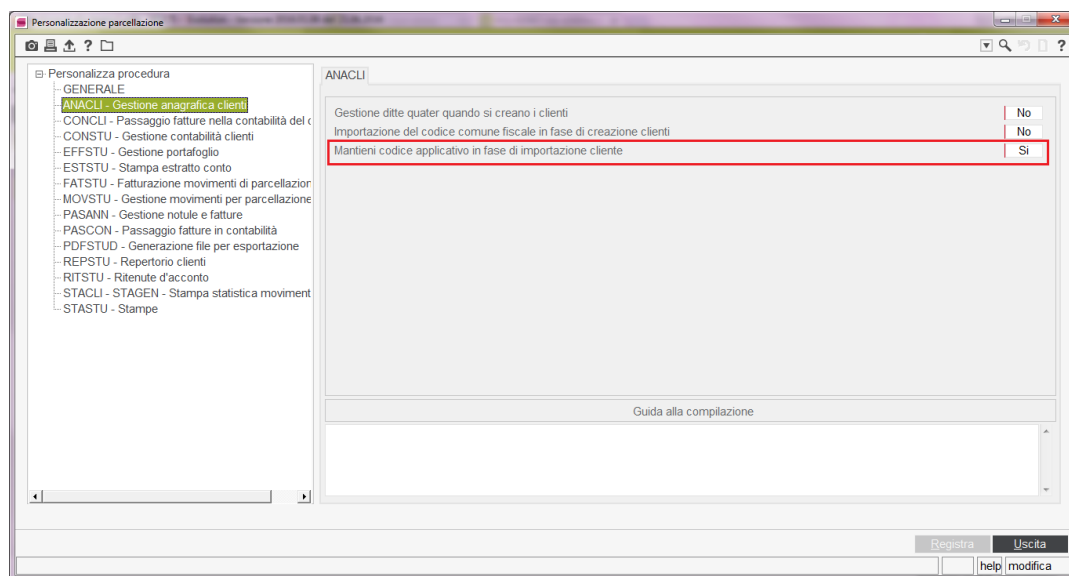 Personalizzazione parcellazione
Personalizza procedura
GENERALE
ANACLI - Gestione anagrafica clienti
CONCLI - Passaggio fatture nella contabilità del c
CONSTU - Gestione contabilità clienti
EFFSTU - Gestione portafoglio
ESTSTU - Stampa estratto conto
FATSTU - Fatturazione movimenti di parcellazion
MOVSTU - Gestione movimenti per parcellazione
PASANN - Gestione notule e fatture
PASCON - Passaggio fatture in contabilità
PDFSTUD - Generazione file per esportazione
REPSTU - Repertorio clienti
RITSTU - Ritenute d'acconto
STACLI - STAGEN - Stampa statistica moviment
STASTU - Stampe
ANACLI
Gestione ditte quater quando si creano i clienti No
Importazione del codice comune fiscale in fase di creazione clienti No
Mantieni codice applicativo in fase di importazione cliente Si
Guida alla compilazione
Registra Uscita
help modifica